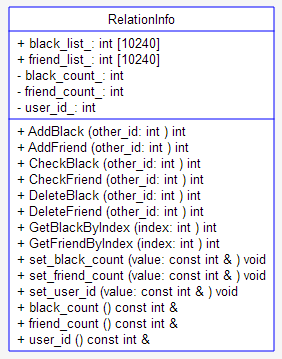 RelationInfo
+ black_list_: int [10240]
+ friend_list_: int [10240]
- black_count_: int
- friend_count_: int
- user_id_: int
+ AddBlack (other_id: int ) int
+ AddFriend (other_id: int ) int
+ CheckBlack (other_id: int ) int
+ CheckFriend (other_id: int ) int
+ DeleteBlack (other_id: int ) int
+ DeleteFriend (other_id: int ) int
+ GetBlackByIndex (index: int ) int
+ GetFriendByIndex (index: int ) int
+ set_black_count (value: const int & ) void
+ set_friend_count (value: const int & ) void
+ set_user_id (value: const int & ) void
+ black_count () const int &
+ friend_count () const int &
+ user_id () const int &